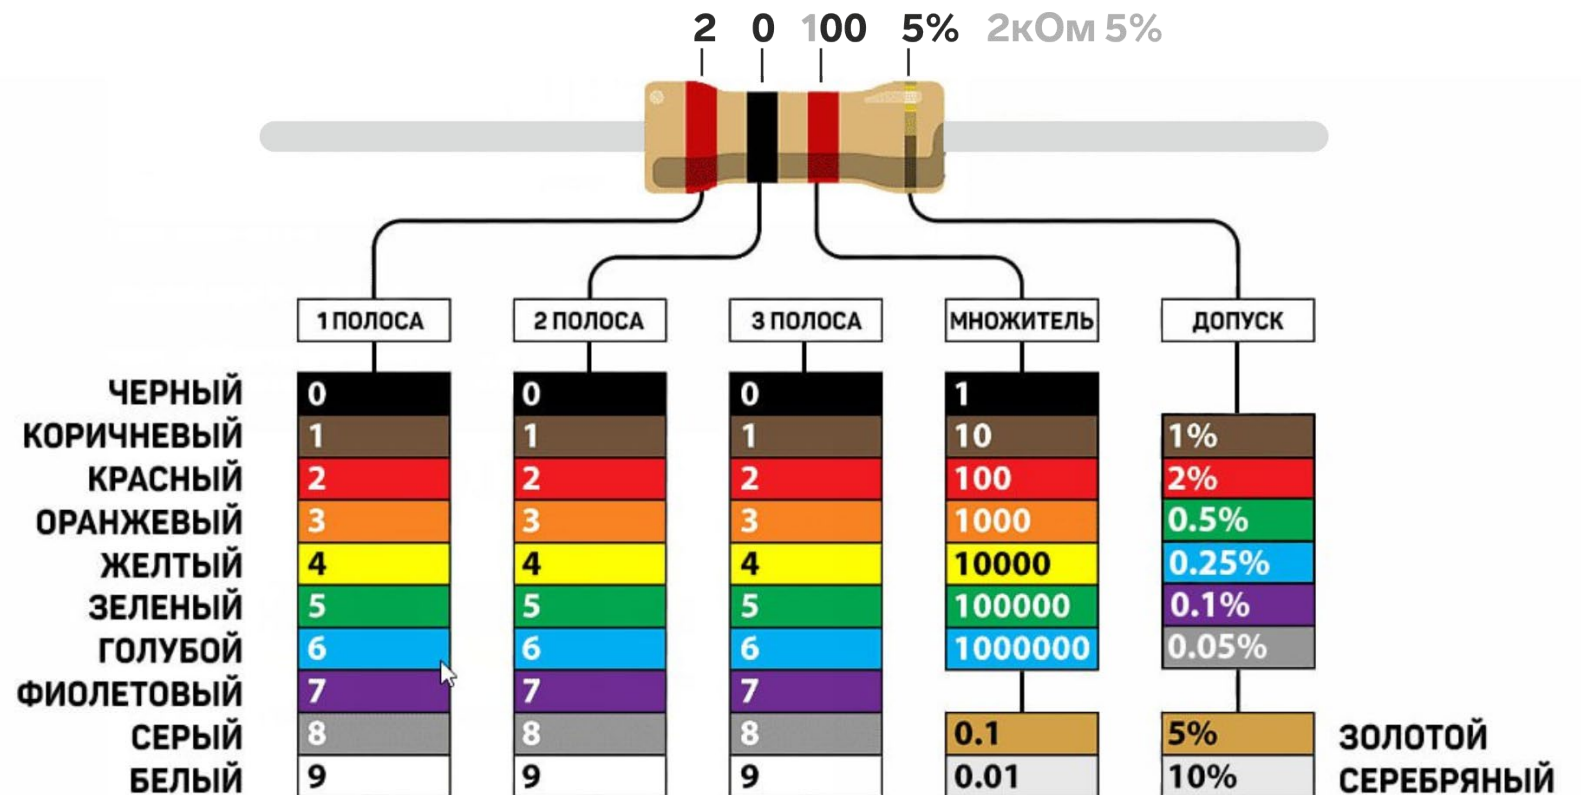 2 0 100 5% 2кОм 5%
1 ПОЛОСА 2 ПОЛОСА 3 ПОЛОСА МНОЖИТЕЛЬ ДОПУСК
ЧЕРНЫЙ 0 0 0 1
КОРИЧНЕВЫЙ 1 1 1 10 1%
КРАСНЫЙ 2 2 2 100 2%
ОРАНЖЕВЫЙ 3 3 3 1000 0.5%
ЖЕЛТЫЙ 4 4 4 10000 0.25%
ЗЕЛЕНЫЙ 5 5 5 100000 0.1%
ГОЛУБОЙ 6 6 6 1000000 0.05%
ФИОЛЕТОВЫЙ 7 7 7
СЕРЫЙ 8 8 8 0.1 5% ЗОЛОТОЙ
БЕЛЫЙ 9 9 9 0.01 10% СЕРЕБРЯНЫЙ